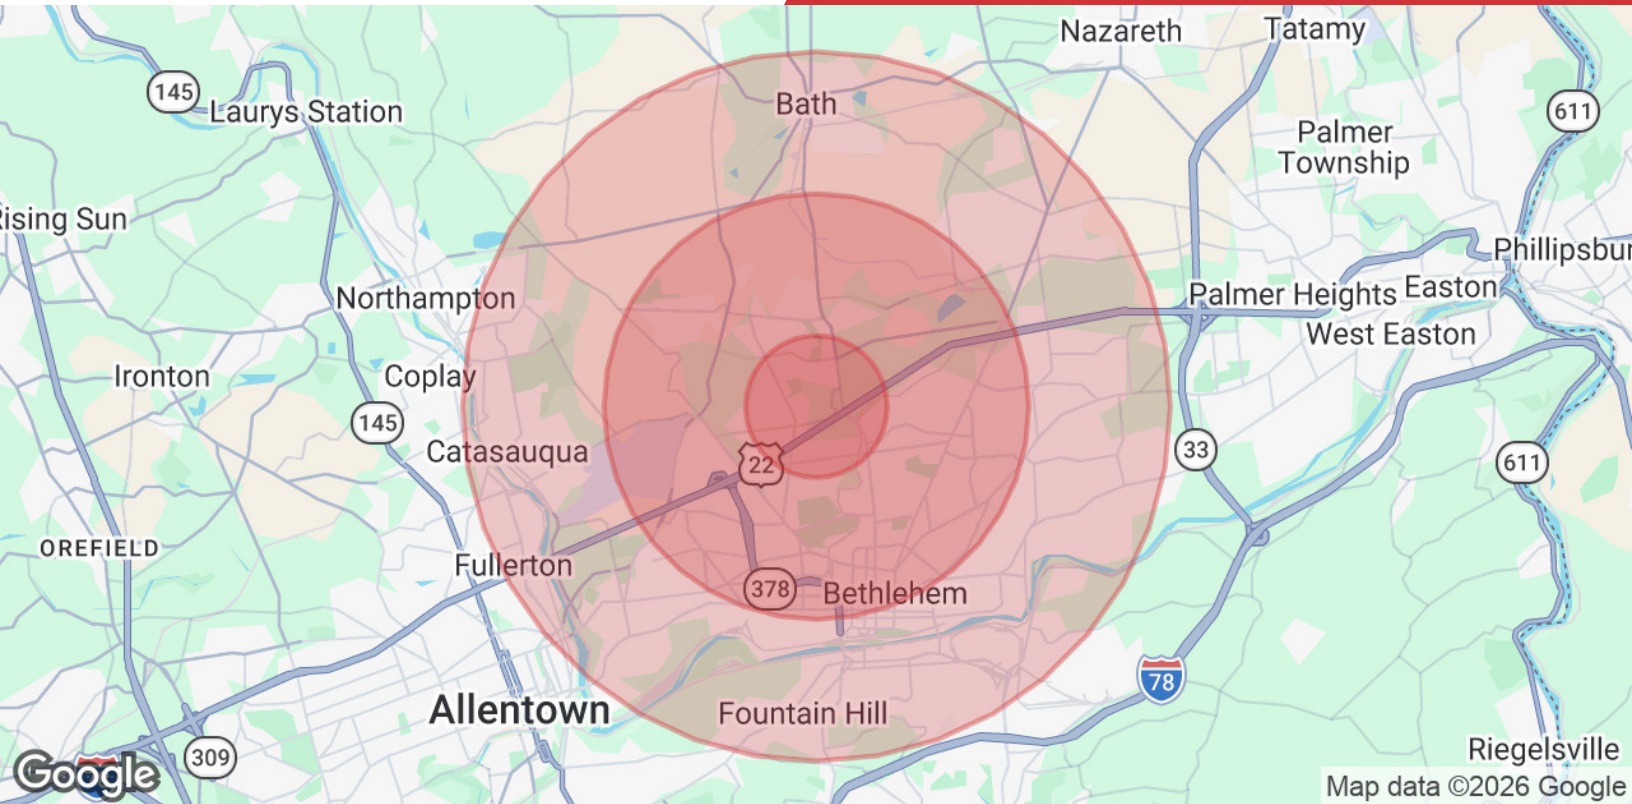 Nazareth
Tatamy
145
Laurys Station
Bath
611
Palmer
Township
Rising Sun
Phillipsbur
Northampton
Palmer Heights
Easton
West Easton
Ironton
Coplay
145
Catasauqua
22
33
611
OREFIELD
Fullerton
378
Bethlehem
78
Allentown
Fountain Hill
309
Riegelsville
Google
Map data ©2026 Google